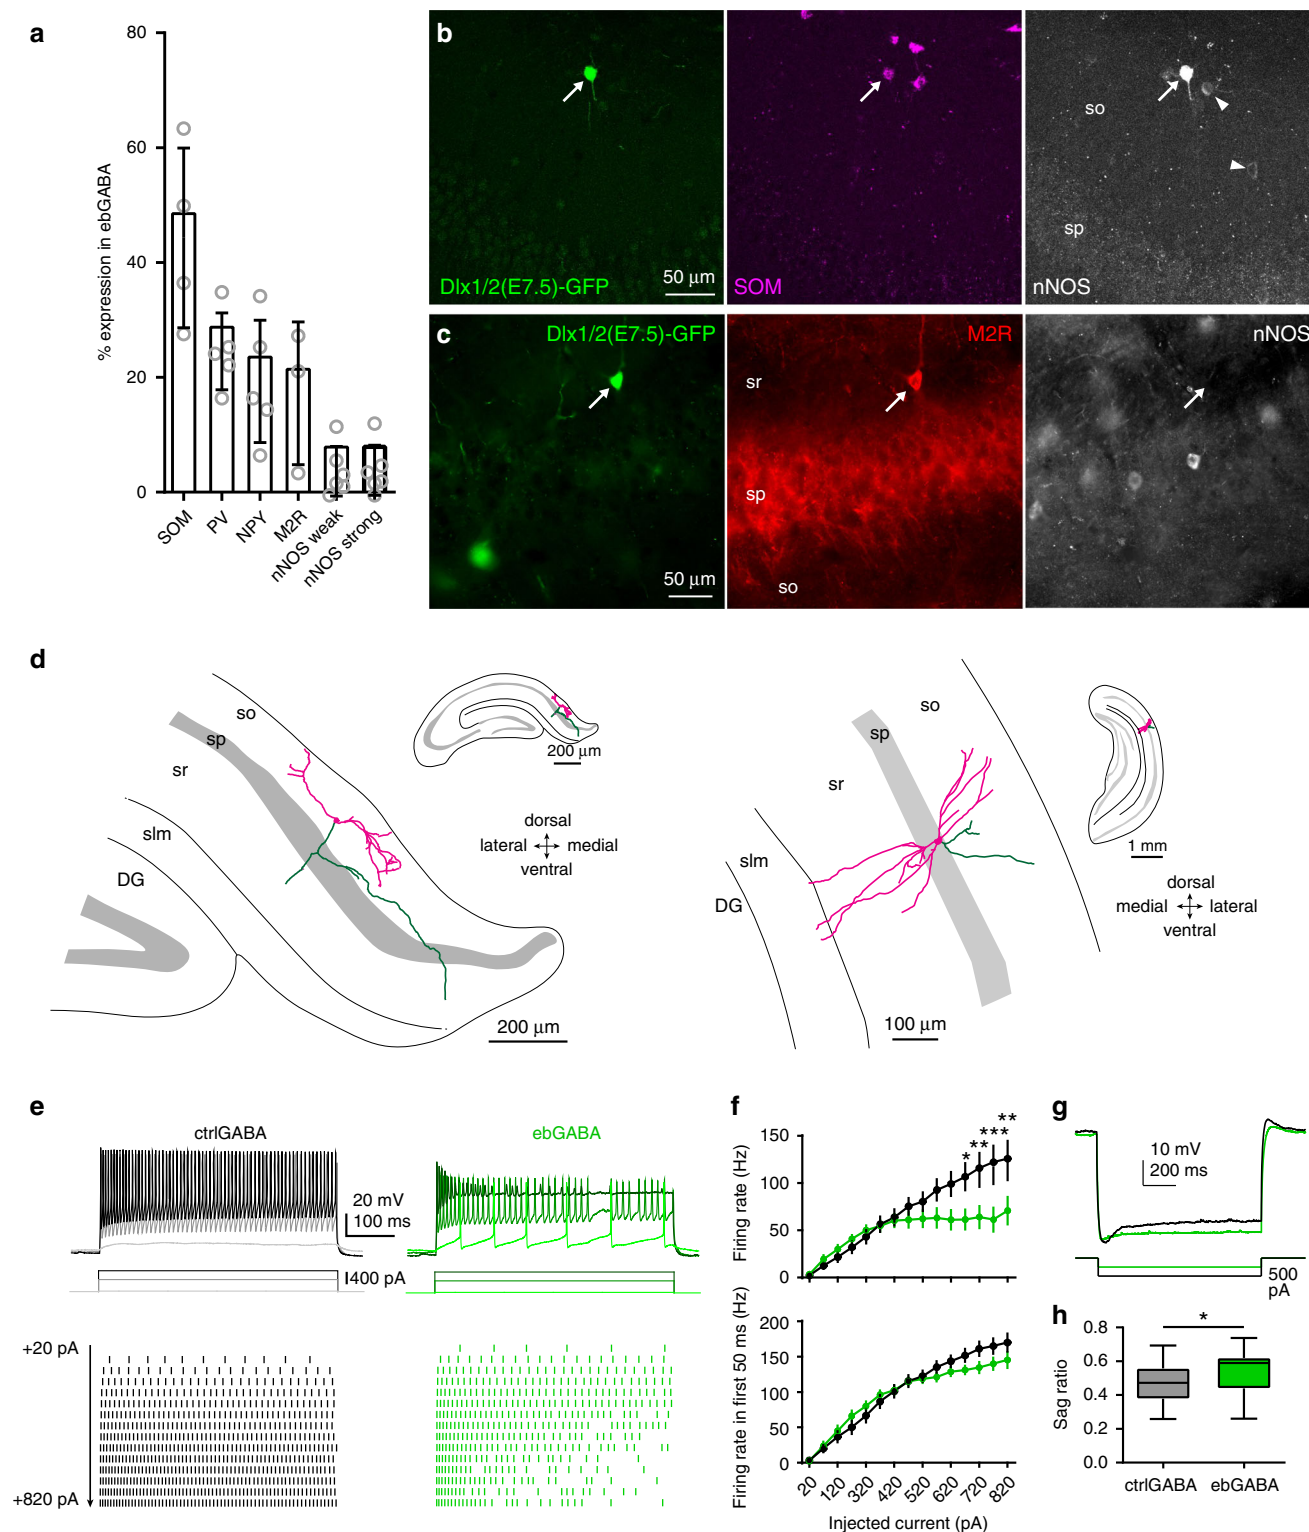 a
80
60
40
20
0
% expression in ebGABA
SOM
PV
NPY
M2R
nNOS weak
nNOS strong
b
Dlx1/2(E7.5)-GFP
50 µm
SOM
so
sp
nNOS
c
Dlx1/2(E7.5)-GFP
50 µm
M2R
sr
sp
so
nNOS
d
so
sp
sr
slm
DG
200 µm
dorsal
lateral medial
ventral
200 µm
so
sp
sr
slm
DG
100 µm
1 mm
dorsal
medial lateral
ventral
e
ctrlGABA
ebGABA
20 mV
100 ms
400 pA
+20 pA
+820 pA
f
Firing rate (Hz)
150
100
50
0
*
**
***
**
Firing rate in first 50 ms (Hz)
200
150
100
50
0
20
120
320
420
520
620
720
820
Injected current (pA)
g
10 mV
200 ms
500
pA
h
Sag ratio
0.8
0.6
0.4
0.2
0
*
ctrlGABA
ebGABA